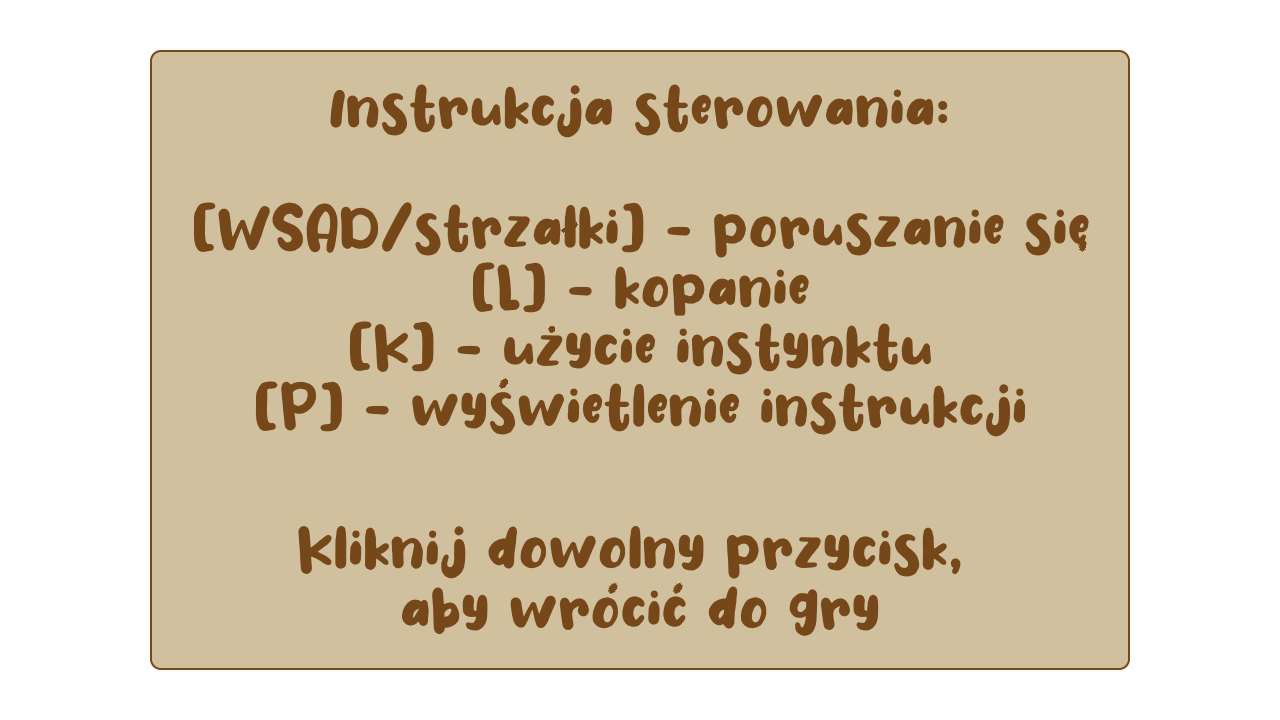 Instrukcja sterowania:
[WSAD/strzałki] - poruszanie się
[L] - kopanie
[K] - użycie instynktu
[P] - wyświetlenie instrukcji
Kliknij dowolny przycisk,
aby wrócić do gry